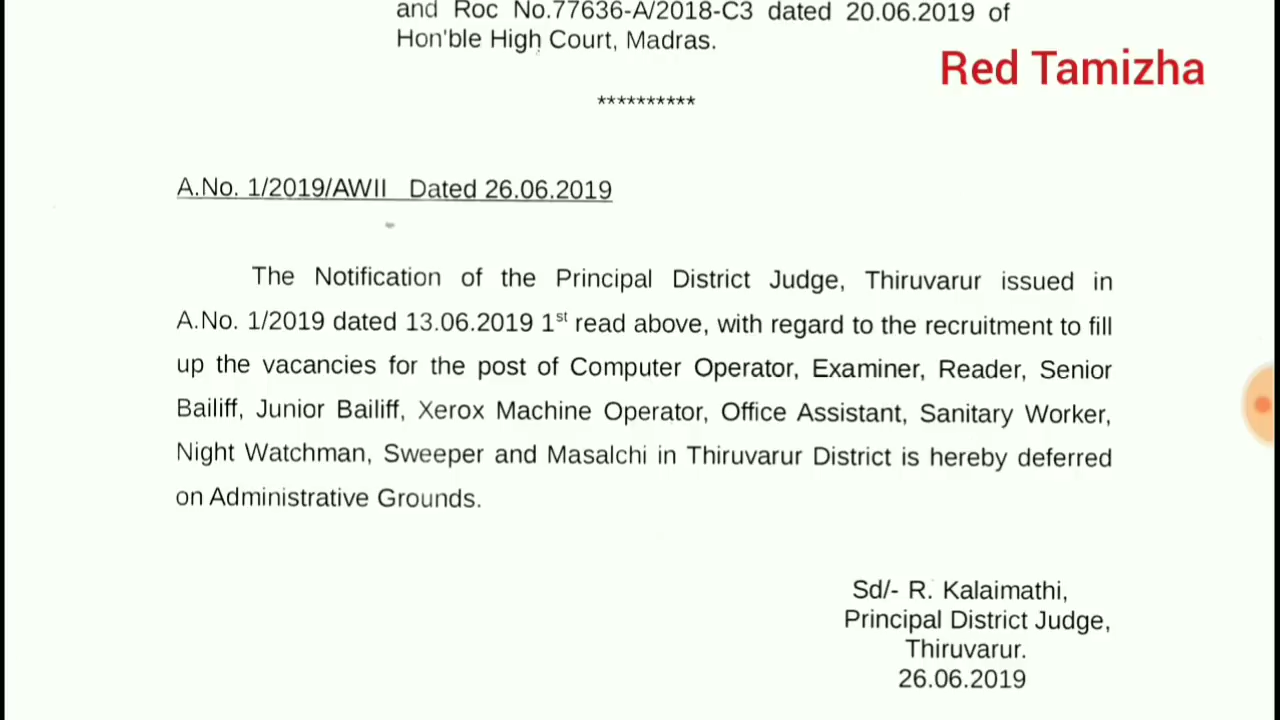 and Roc No.77636-A/2018-C3 dated 20.06.2019 of
Hon'ble High Court, Madras.
Red Tamizha
**********
A.No. 1/2019/AWII Dated 26.06.2019
The Notification of the Principal District Judge, Thiruvarur issued in
A.No. 1/2019 dated 13.06.2019 1st read above, with regard to the recruitment to fill
up the vacancies for the post of Computer Operator, Examiner, Reader, Senior
Bailiff, Junior Bailiff, Xerox Machine Operator, Office Assistant, Sanitary Worker,
Night Watchman, Sweeper and Masalchi in Thiruvarur District is hereby deferred
on Administrative Grounds.
Sd/- R. Kalaimathi,
Principal District Judge,
Thiruvarur.
26.06.2019